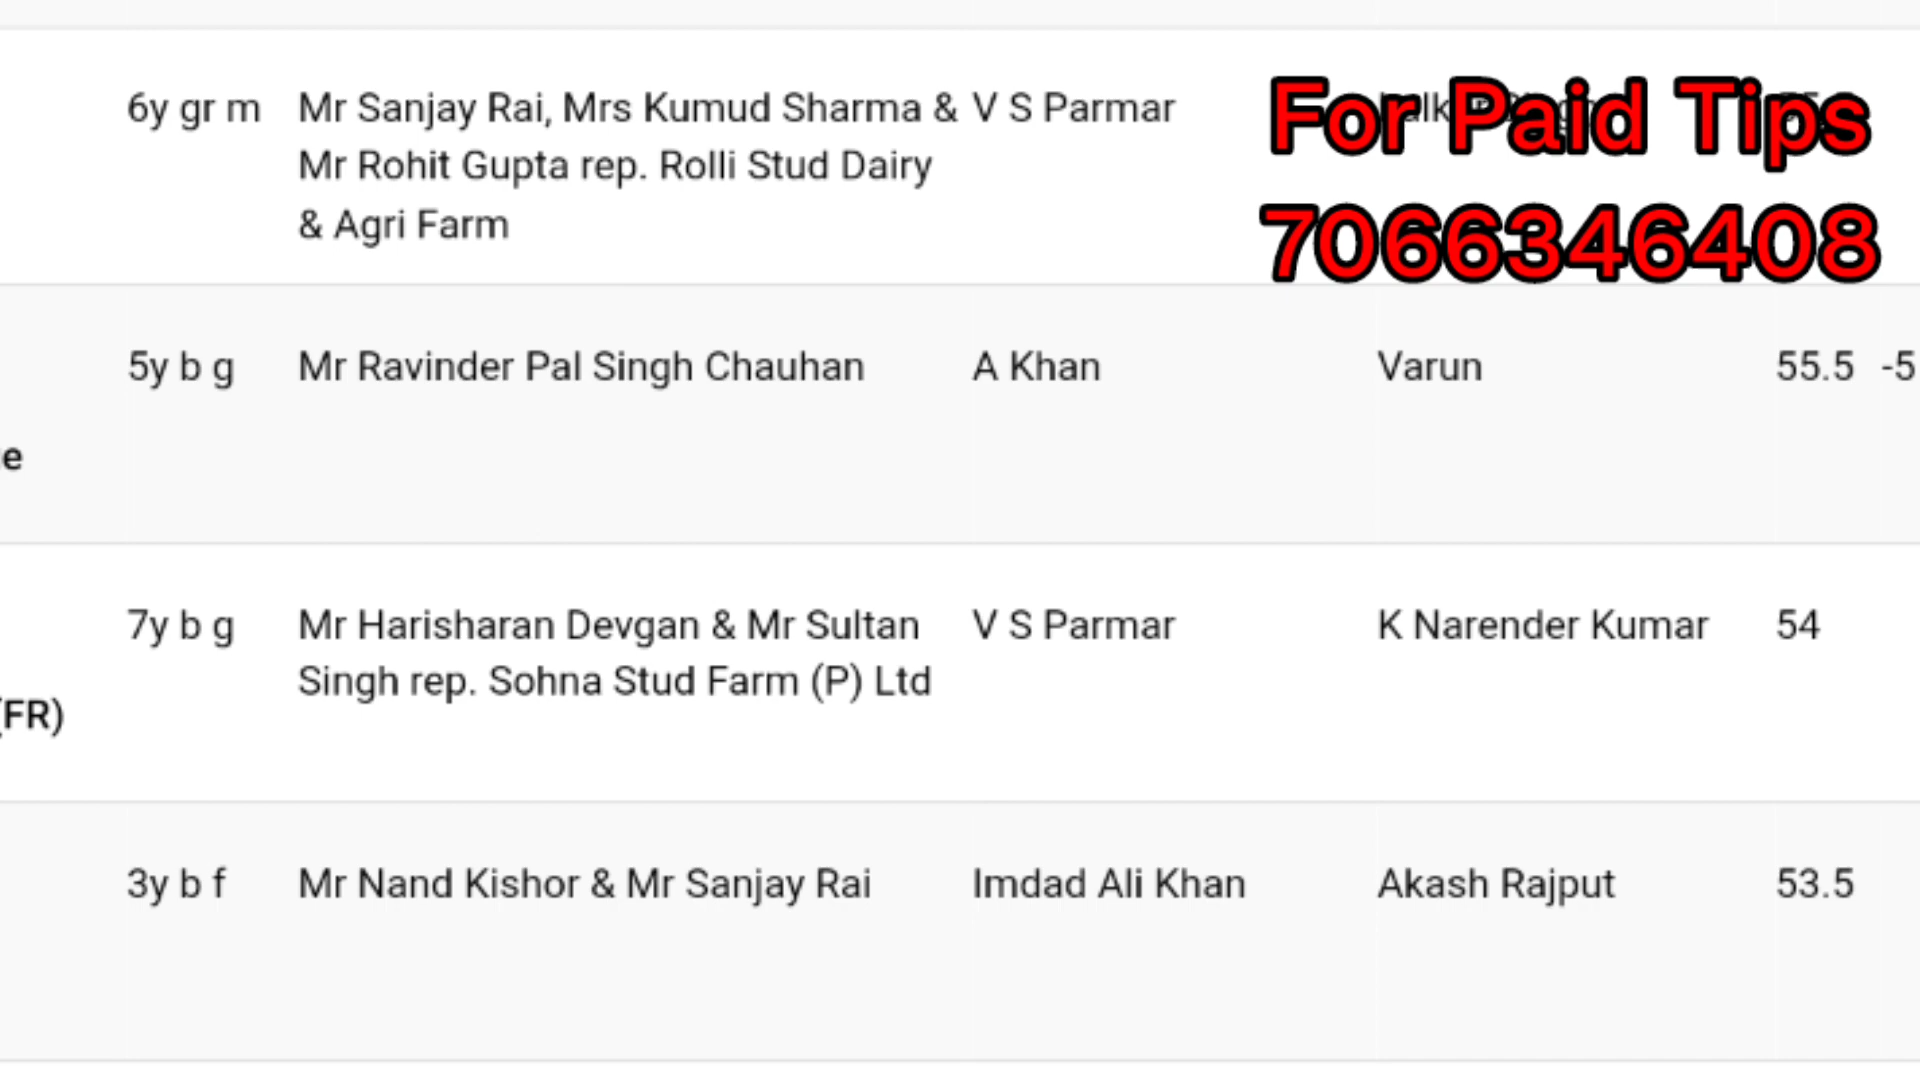 6y gr m Mr Sanjay Rai, Mrs Kumud Sharma & V S Parmar
Mr Rohit Gupta rep. Rolli Stud Dairy
& Agri Farm
For Paid Tips
7066346408
5y b g Mr Ravinder Pal Singh Chauhan A Khan Varun 55.5 -5
e
7y b g Mr Harisharan Devgan & Mr Sultan V S Parmar K Narender Kumar 54
Singh rep. Sohna Stud Farm (P) Ltd
(FR)
3y b f Mr Nand Kishor & Mr Sanjay Rai Imdad Ali Khan Akash Rajput 53.5